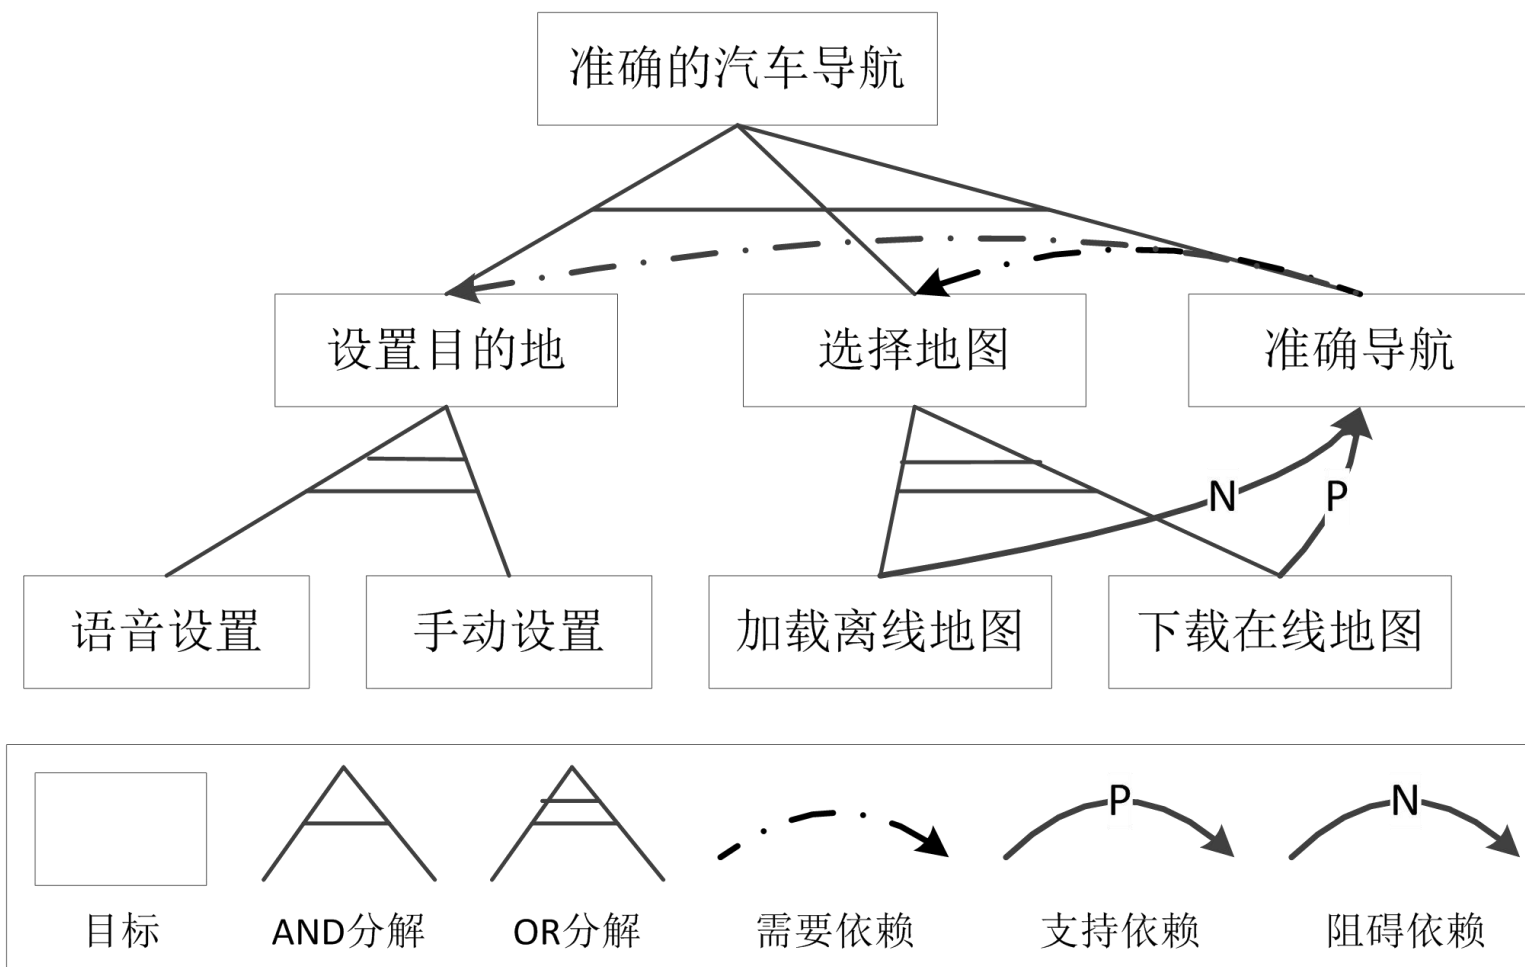 准确的汽车导航
设置目的地
选择地图
准确导航
N
P
语音设置
手动设置
加载离线地图
下载在线地图
P
N
目标
AND分解
OR分解
需要依赖
支持依赖
阻碍依赖